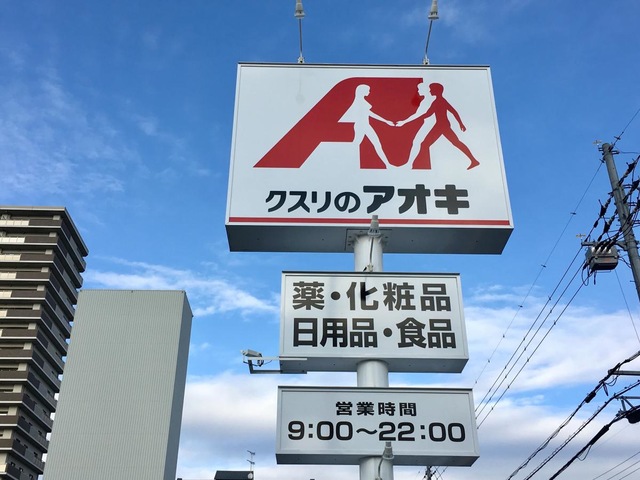 クスリのアオキ
薬・化粧品
日用品・食品
営業時間
9:00～22:00